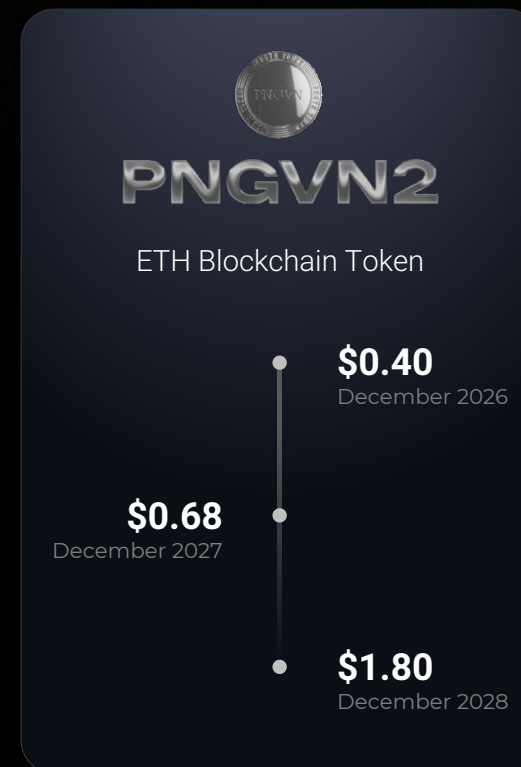 PNGVN
PNGVN2
ETH Blockchain Token
$0.40
December 2026
$0.68
December 2027
$1.80
December 2028